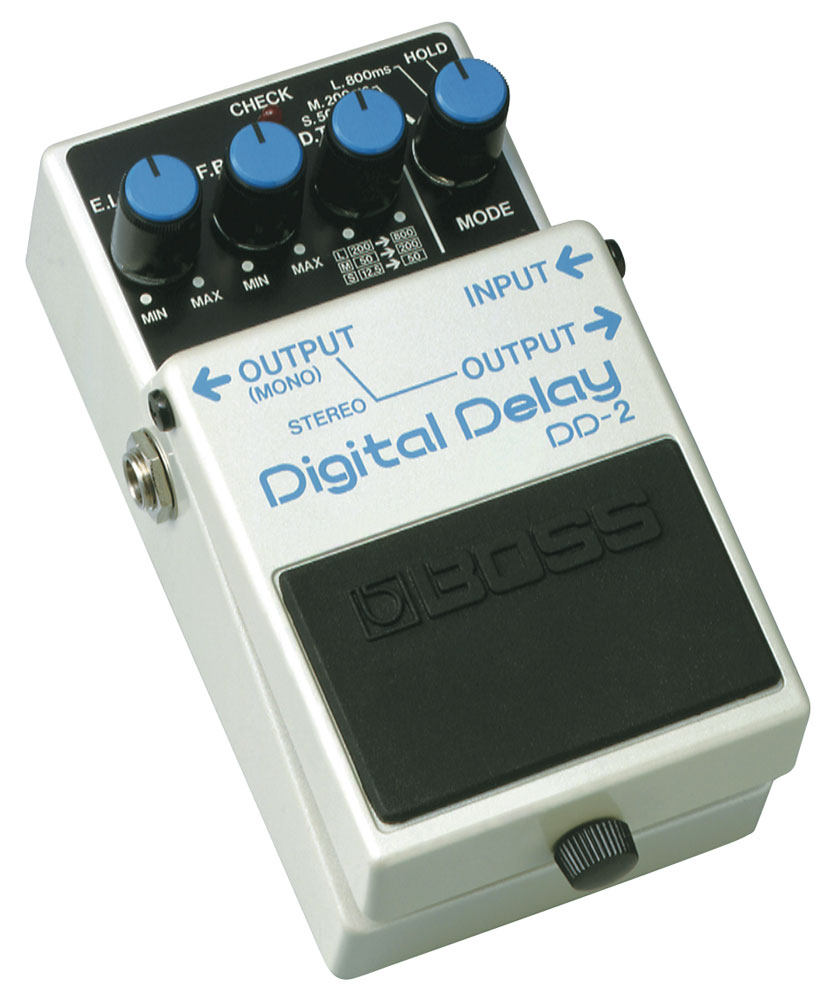 HOLD
L.800ms
CHECK
MODE
MIN
MAX
MIN
MAX
L 200 → 800
M 50 → 200
S 12.5 → 50
INPUT ←
← OUTPUT
(MONO)
OUTPUT →
STEREO
Digital Delay
DD-2
BOSS